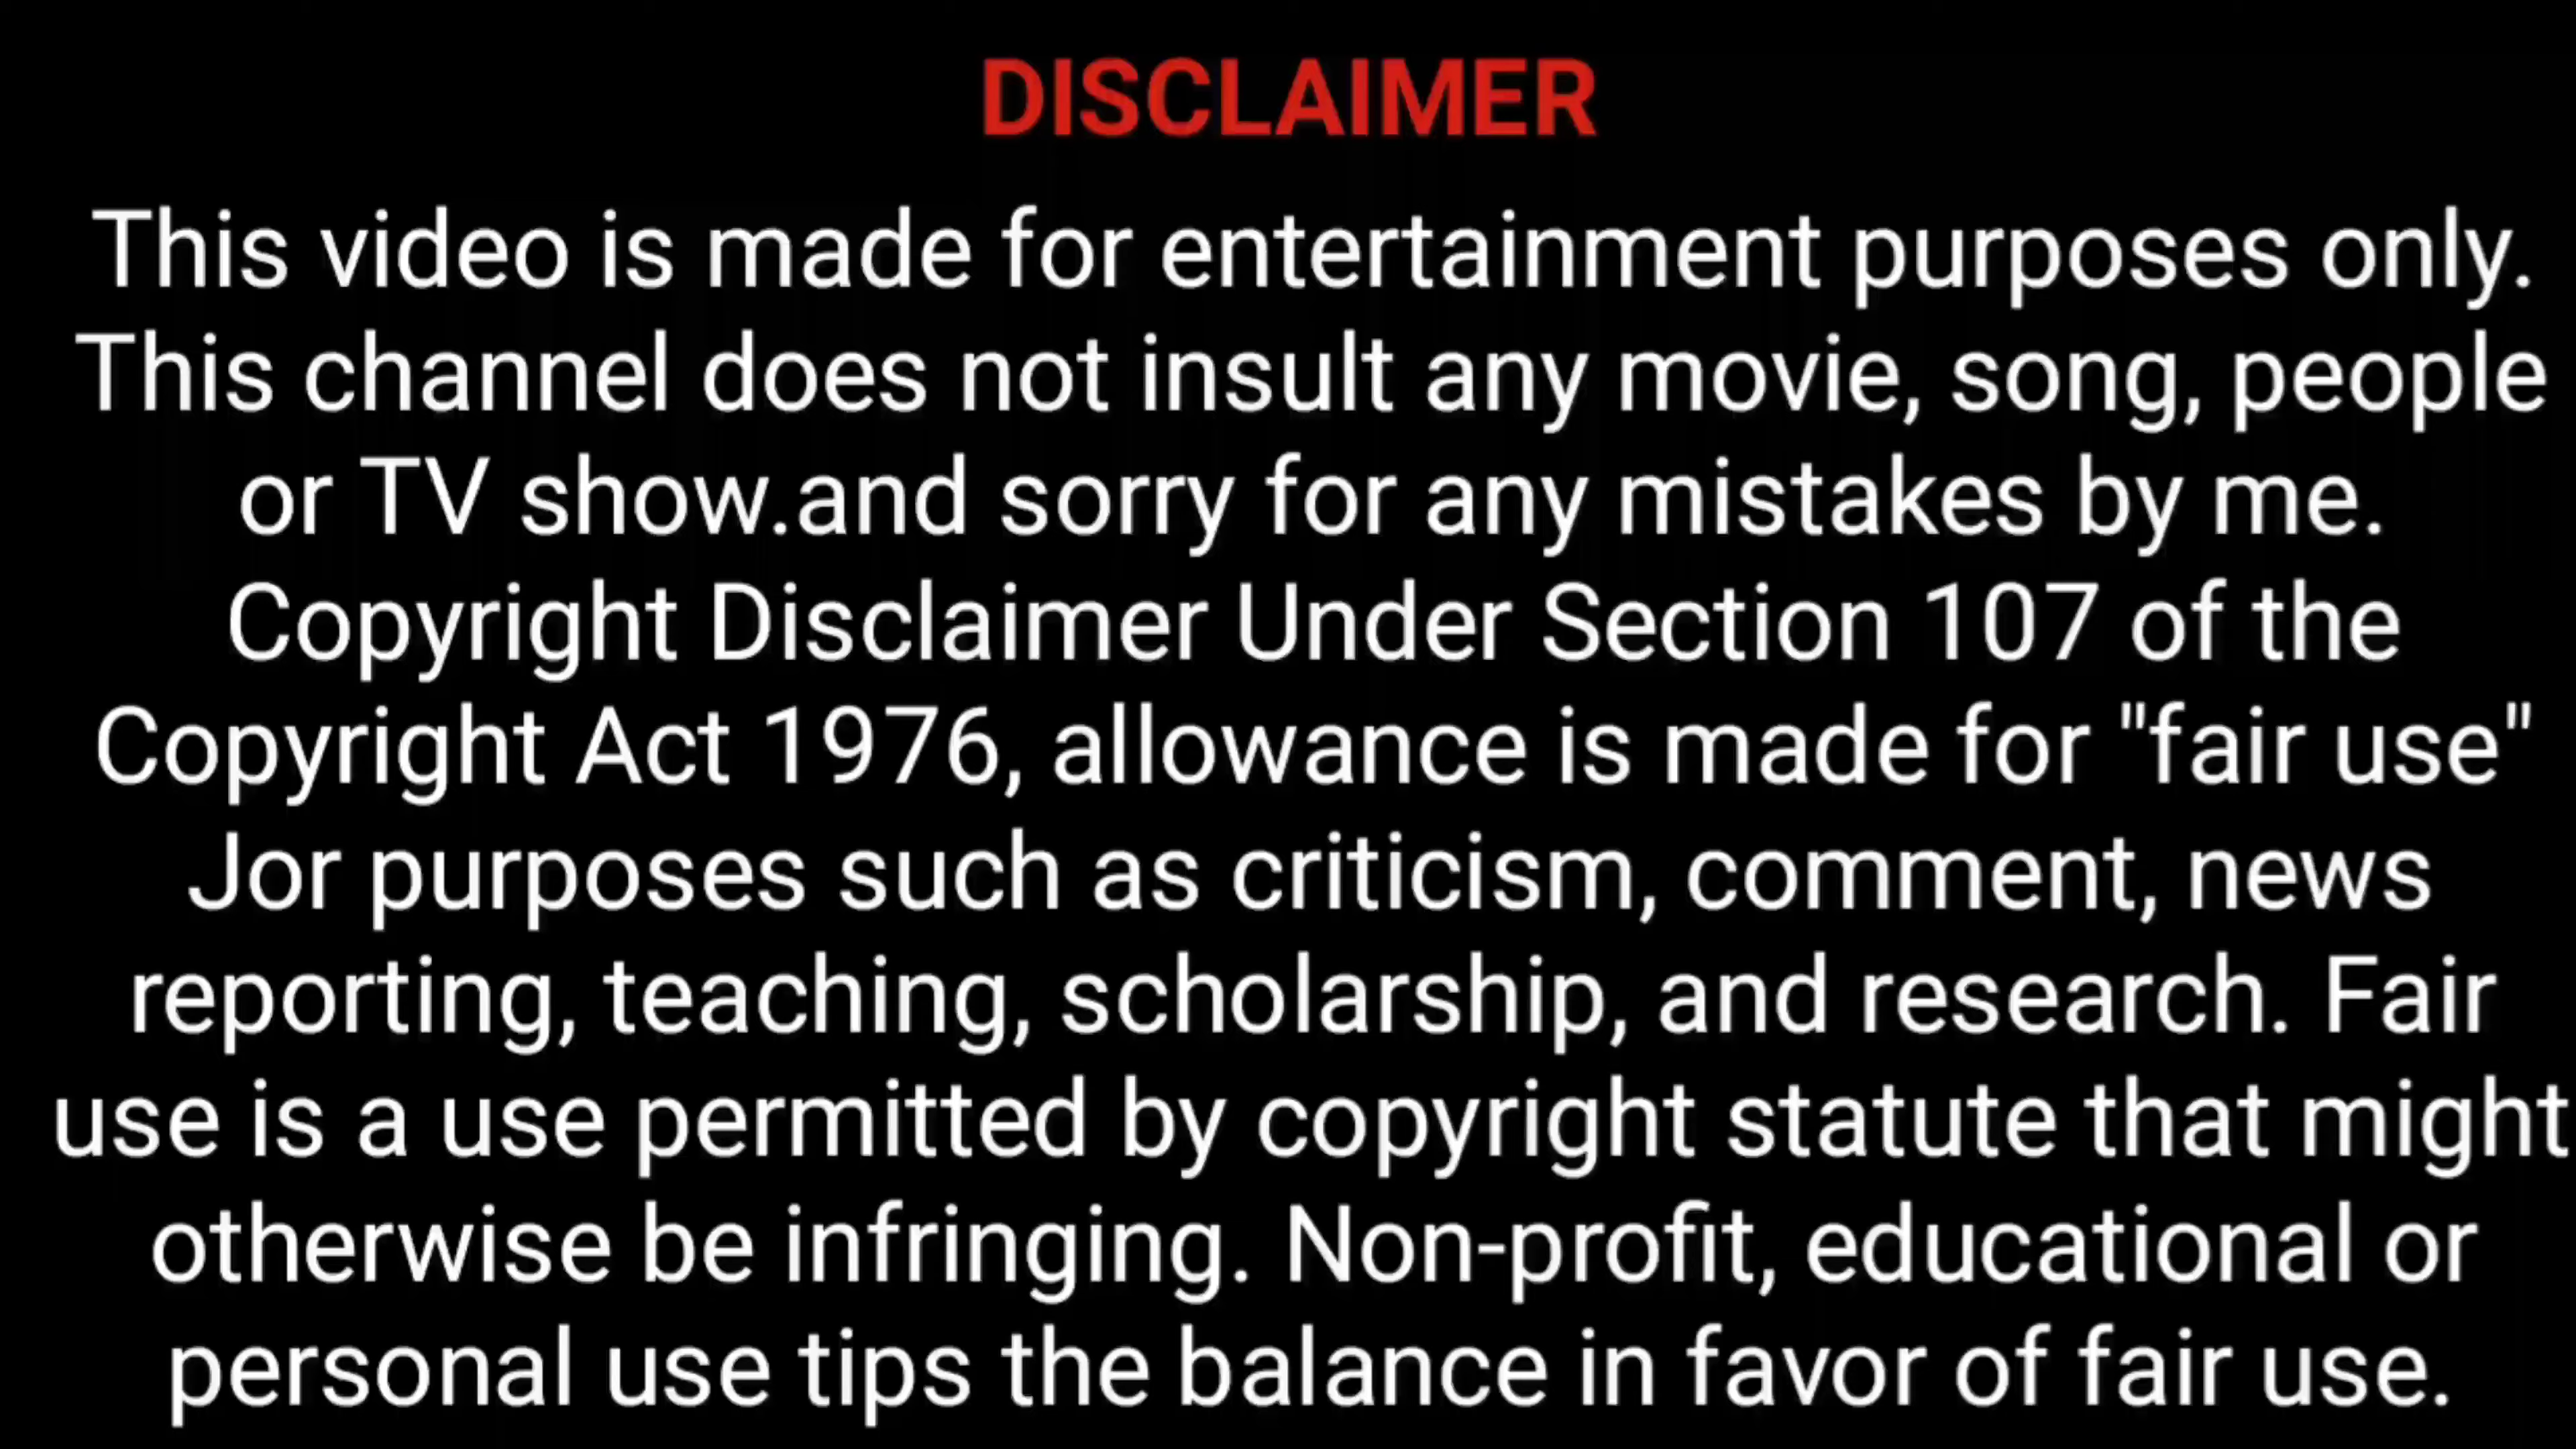 DISCLAIMER
This video is made for entertainment purposes only.
This channel does not insult any movie, song, people
or TV show.and sorry for any mistakes by me.
Copyright Disclaimer Under Section 107 of the
Copyright Act 1976, allowance is made for "fair use"
Jor purposes such as criticism, comment, news
reporting, teaching, scholarship, and research. Fair
use is a use permitted by copyright statute that might
otherwise be infringing. Non-profit, educational or
personal use tips the balance in favor of fair use.